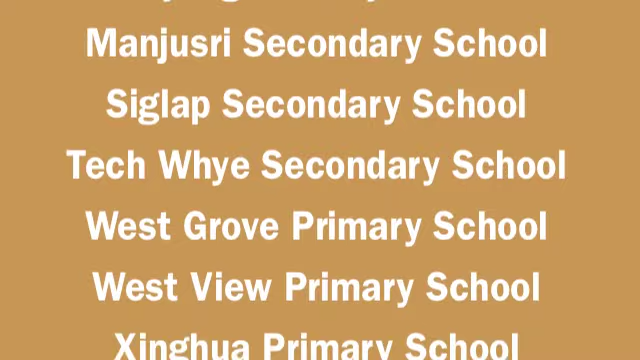 Manjusri Secondary School
Siglap Secondary School
Tech Whye Secondary School
West Grove Primary School
West View Primary School
Xinghua Primary School